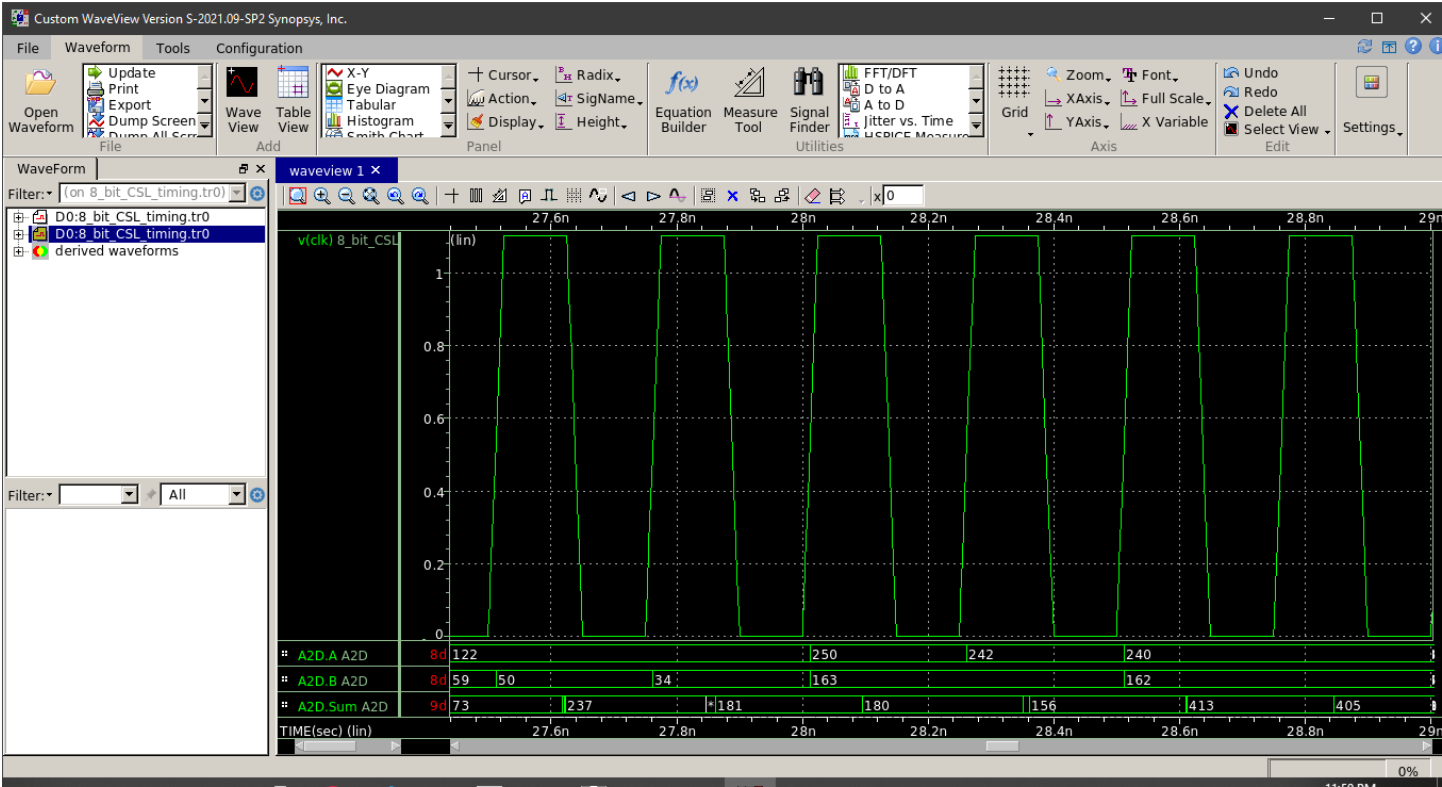 Custom WaveView Version S-2021.09-SP2 Synopsys, Inc.
File Waveform Tools Configuration
Open Waveform
Update
Print
Export
Dump Screen
Dump All Scr
File
Wave View
Table View
Add
X-Y
Eye Diagram
Tabular
Histogram
Smith Chart
Cursor
Action
Display
Radix
SigName
Height
Panel
f(x)
Equation Builder
Measure Tool
Signal Finder
FFT/DFT
D to A
A to D
Jitter vs. Time
HSPICE Measure
Utilities
Grid
Zoom
XAxis
YAxis
Font
Full Scale
X Variable
Axis
Undo
Redo
Delete All
Select View
Edit
Settings
WaveForm
Filter: (on 8_bit_CSL_timing.tr0)
D0:8_bit_CSL_timing.tr0
D0:8_bit_CSL_timing.tr0
derived waveforms
Filter: All
waveview 1
x 0
27.6n 27.8n 28n 28.2n 28.4n 28.6n 28.8n 29n
v(clk) 8_bit_CSL
(lin)
1
0.8
0.6
0.4
0.2
0
A2D.A A2D 8d 122 250 242 240
A2D.B A2D 8d 59 50 34 163 162
A2D.Sum A2D 9d 73 237 * 181 180 156 413 405
TIME(sec) (lin) 27.6n 27.8n 28n 28.2n 28.4n 28.6n 28.8n 29n
0%